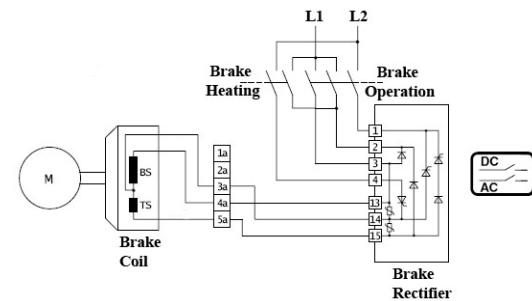 L1 L2
Brake
Heating
Brake
Operation
1
2
3
4
13
14
15
1a
2a
3a
4a
5a
M
BS
TS
Brake
Coil
Brake
Rectifier
DC
AC